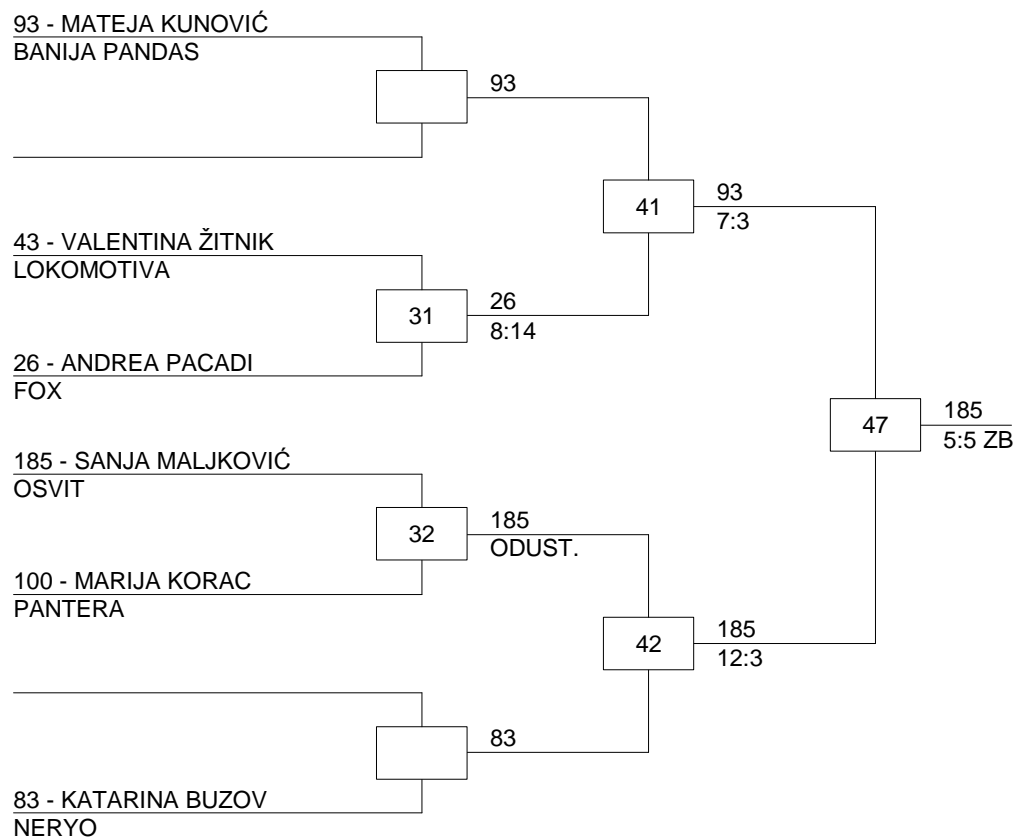 93 - MATEJA KUNOVIĆ
BANIJA PANDAS
93
41
93
7:3
43 - VALENTINA ŽITNIK
LOKOMOTIVA
31
26
8:14
26 - ANDREA PACADI
FOX
47
185
5:5 ZB
185 - SANJA MALJKOVIĆ
OSVIT
32
185
ODUST.
100 - MARIJA KORAC
PANTERA
42
185
12:3
83
83 - KATARINA BUZOV
NERYO